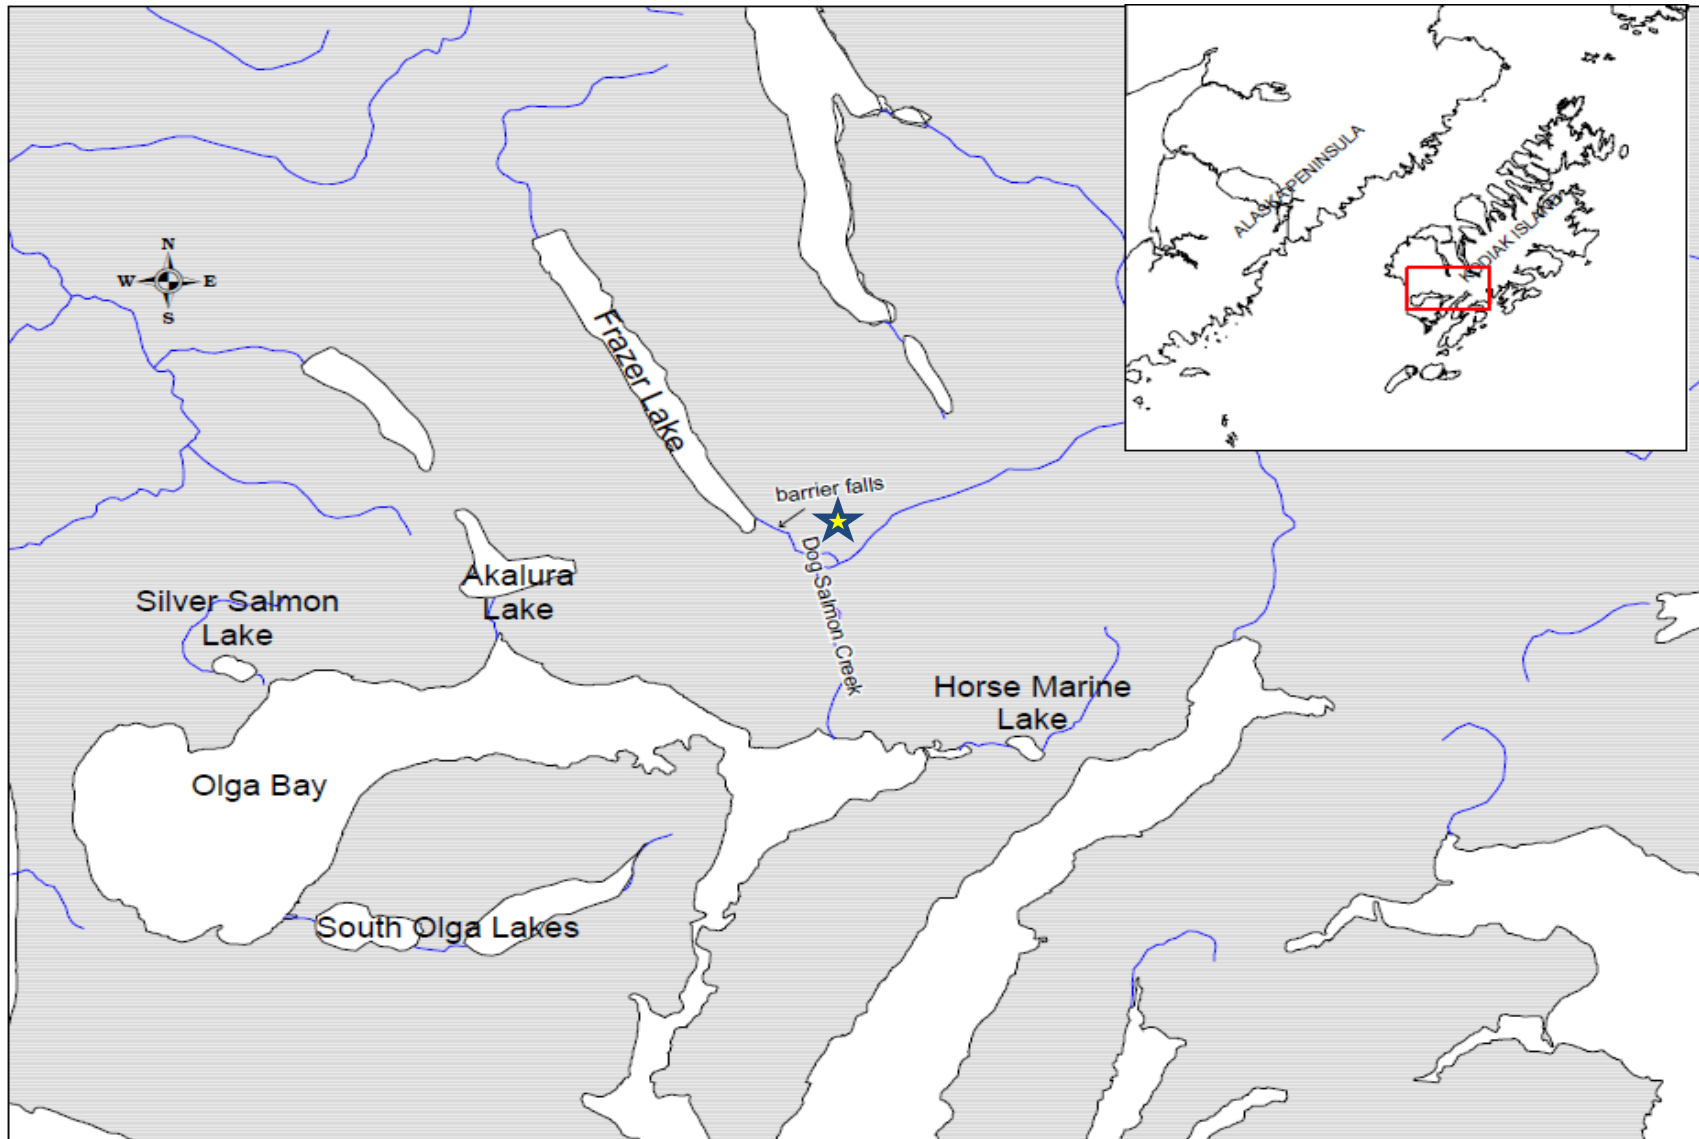 ALASKA PENINSULA
KODIAK ISLAND
N
W E
S
Frazer Lake
barrier falls
Dog Salmon Creek
Akalura
Lake
Silver Salmon
Lake
Horse Marine
Lake
Olga Bay
South Olga Lakes